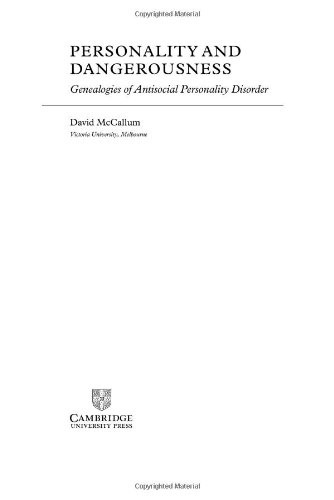 Copyrighted Material
PERSONALITY AND
DANGEROUSNESS
Genealogies of Antisocial Personality Disorder
David McCallum
Victoria University, Melbourne
CAMBRIDGE
UNIVERSITY PRESS
Copyrighted Material